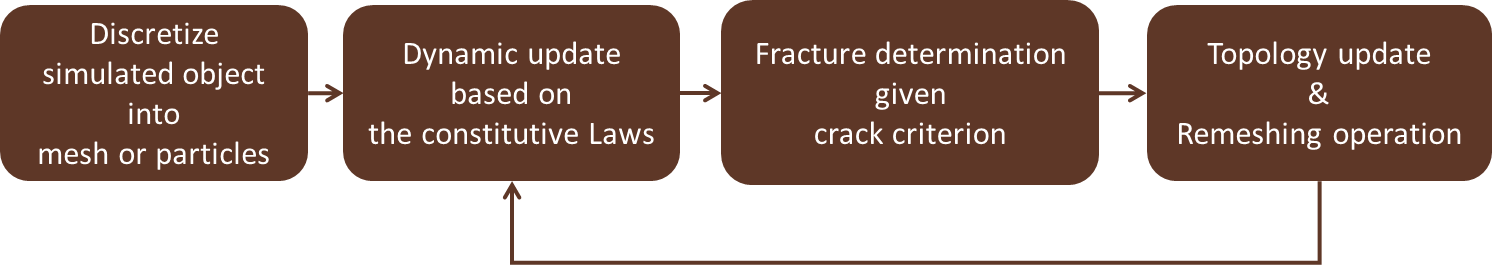 Discretize
simulated object
into
mesh or particles
Dynamic update
based on
the constitutive Laws
Fracture determination
given
crack criterion
Topology update
&
Remeshing operation